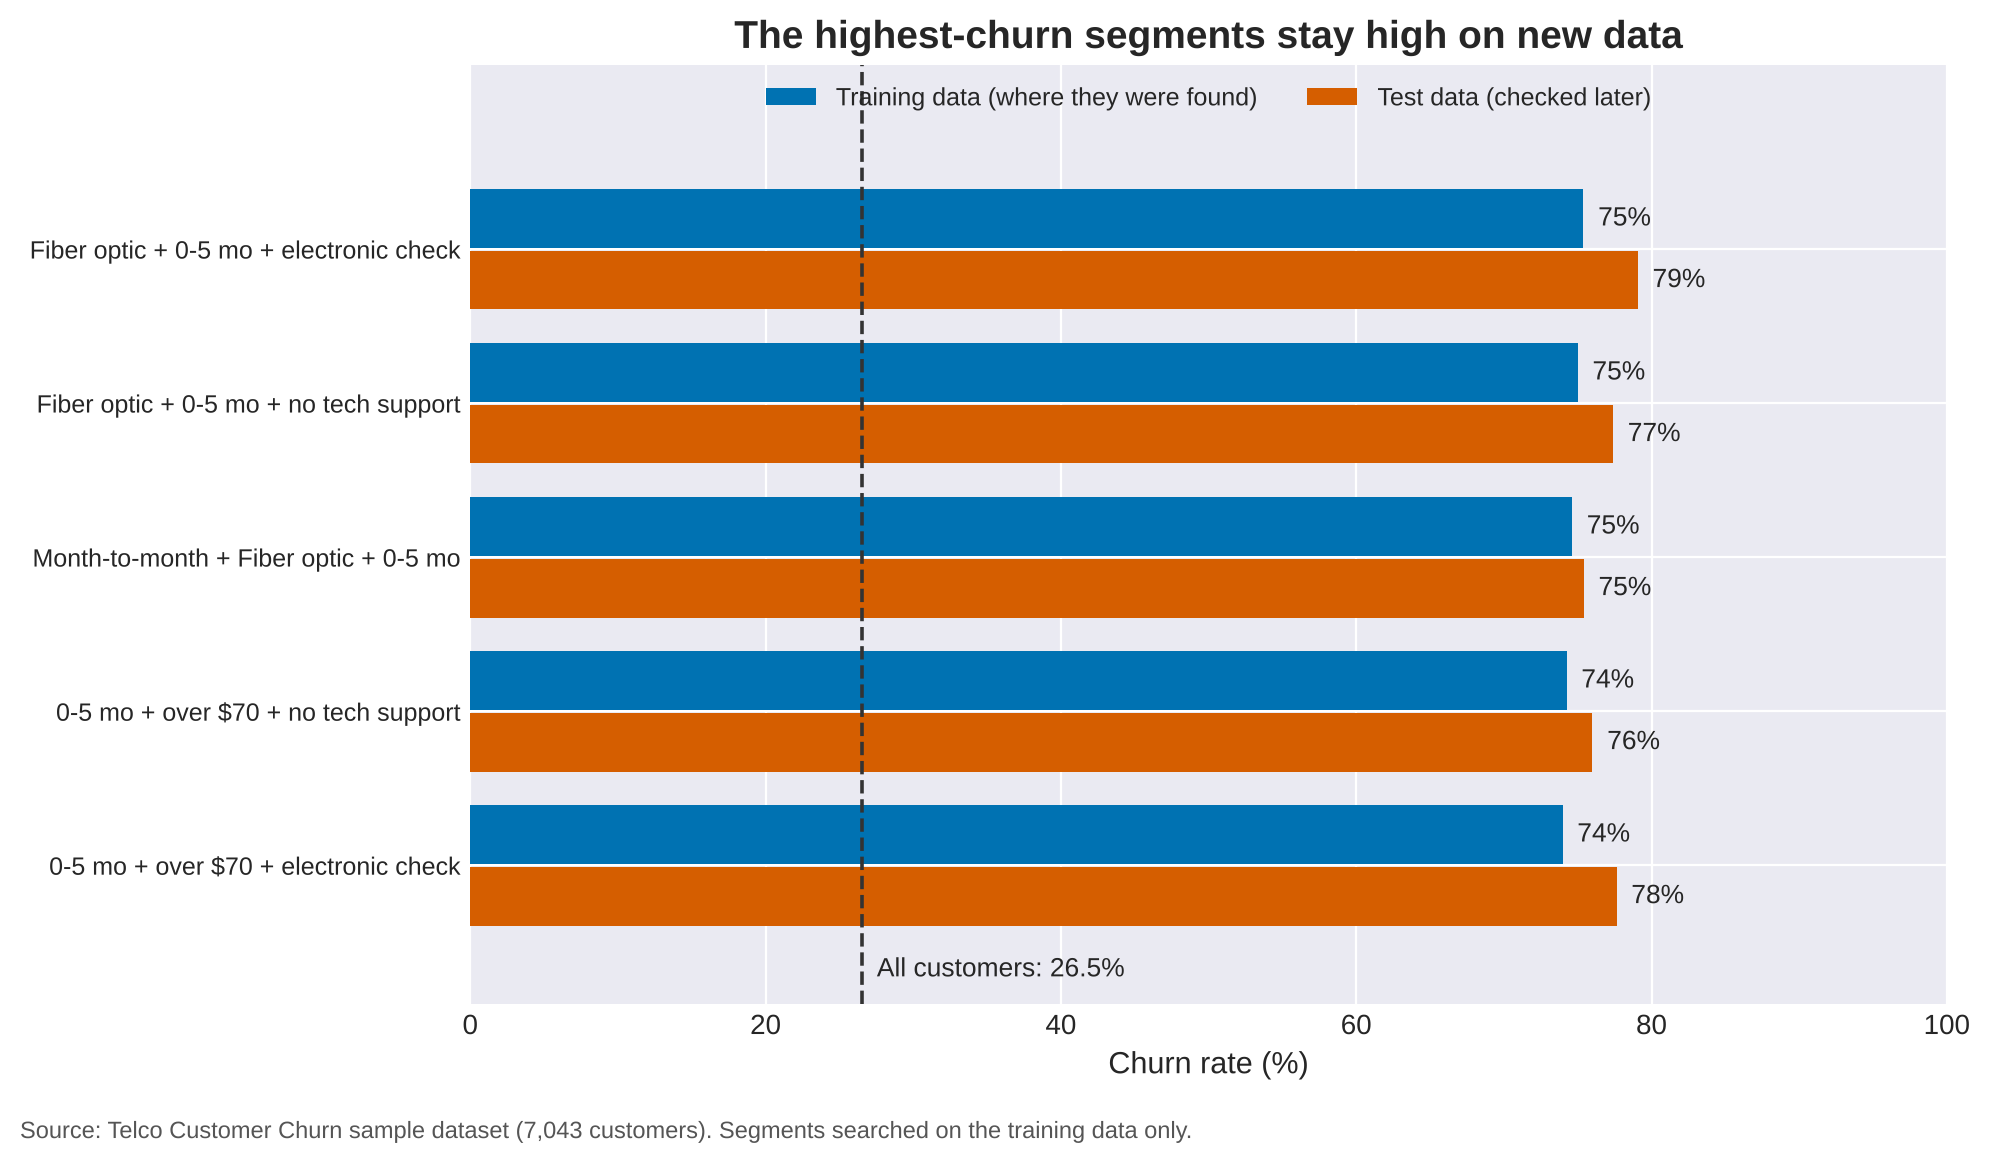 The highest-churn segments stay high on new data
Training data (where they were found)
Test data (checked later)
Fiber optic + 0-5 mo + electronic check
75%
79%
Fiber optic + 0-5 mo + no tech support
75%
77%
Month-to-month + Fiber optic + 0-5 mo
75%
75%
0-5 mo + over $70 + no tech support
74%
76%
0-5 mo + over $70 + electronic check
74%
78%
All customers: 26.5%
0 20 40 60 80 100
Churn rate (%)
Source: Telco Customer Churn sample dataset (7,043 customers). Segments searched on the training data only.